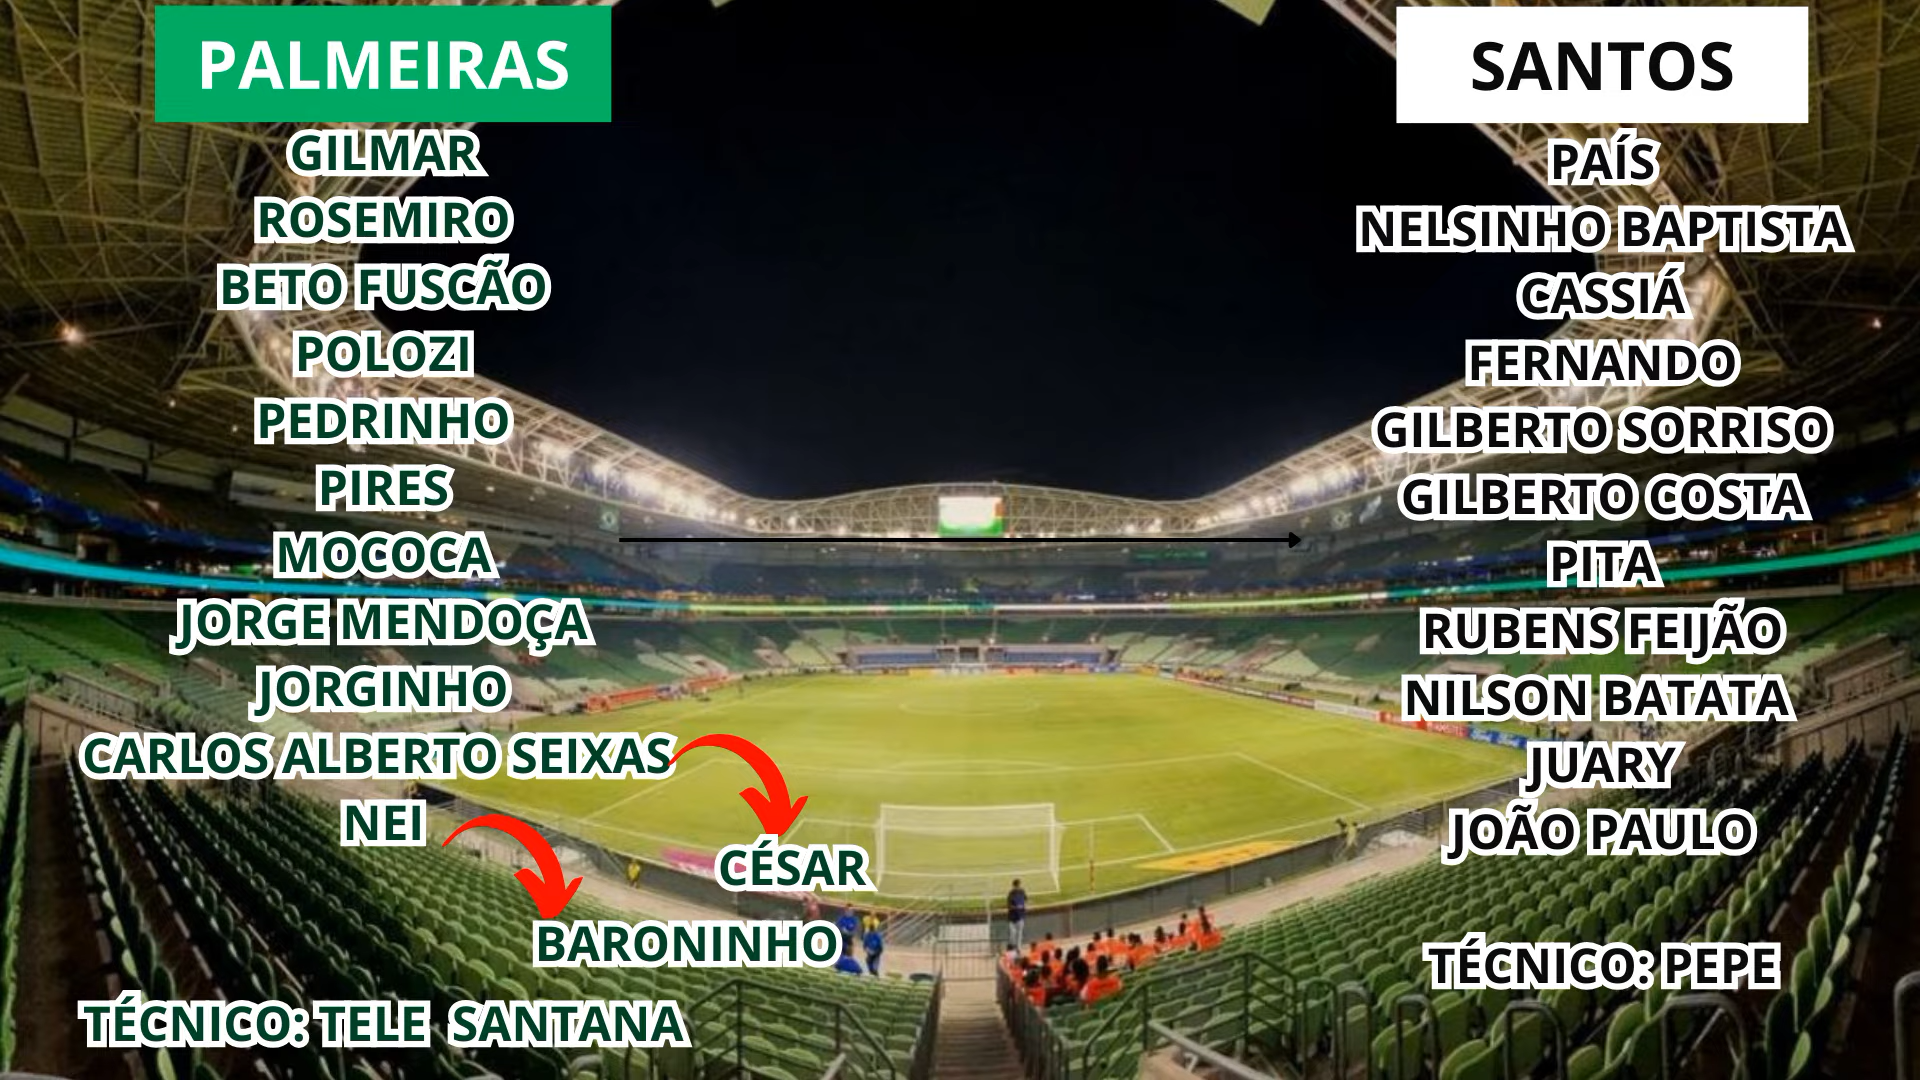 PALMEIRAS
GILMAR
ROSEMIRO
BETO FUSCÃO
POLOZI
PEDRINHO
PIRES
MOCOCA
JORGE MENDOÇA
JORGINHO
CARLOS ALBERTO SEIXAS
NEI
CÉSAR
BARONINHO
TÉCNICO: TELE SANTANA
SANTOS
PAÍS
NELSINHO BAPTISTA
CASSIÁ
FERNANDO
GILBERTO SORRISO
GILBERTO COSTA
PITA
RUBENS FEIJÃO
NILSON BATATA
JUARY
JOÃO PAULO
TÉCNICO: PEPE